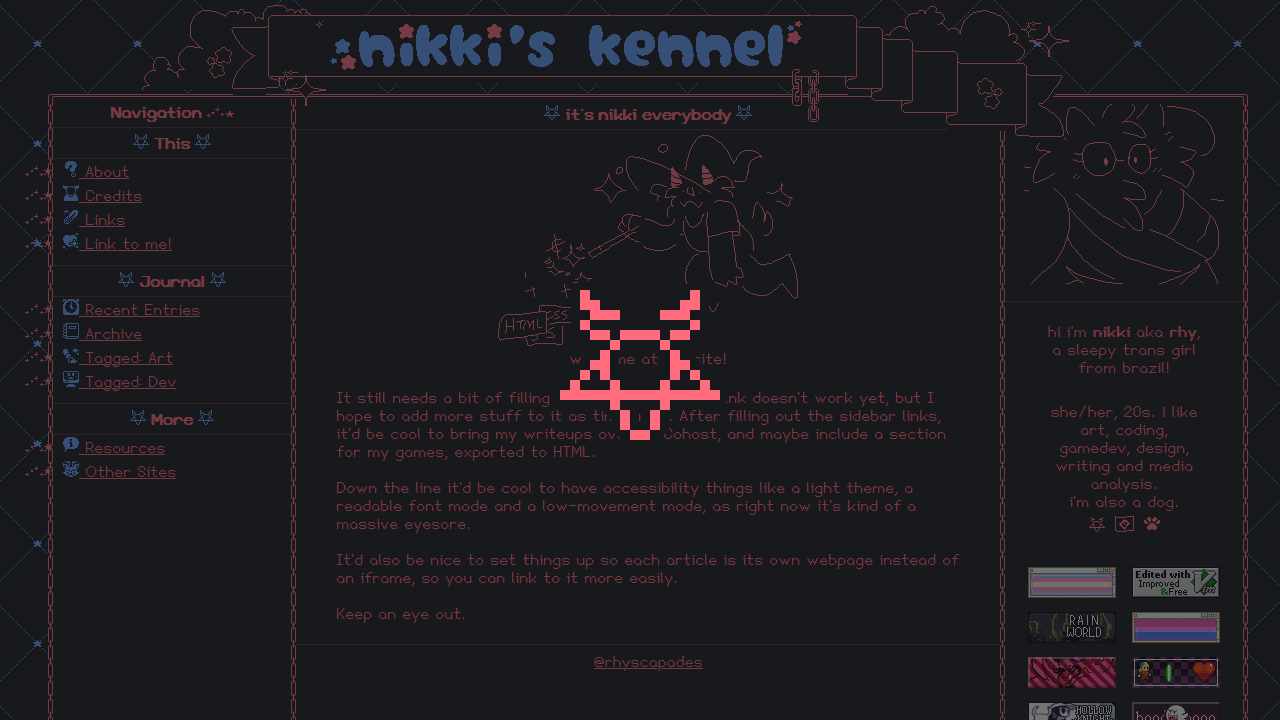 nikki's kennel
Navigation
This
About
Credits
Links
Link to me!
Journal
Recent Entries
Archive
Tagged: Art
Tagged: Dev
More
Resources
Other Sites
it's nikki everybody
HTML
CSS
JS
It still needs a bit of filling
nk doesn't work yet, but I
hope to add more stuff to it as
After filling out the sidebar links,
it'd be cool to bring my writeups
Cohost, and maybe include a section
for my games, exported to HTML.
Down the line it'd be cool to have accessibility things like a light theme, a
readable font mode and a low-movement mode, as right now it's kind of a
massive eyesore.
It'd also be nice to set things up so each article is its own webpage instead of
an iframe, so you can link to it more easily.
Keep an eye out.
@rhyscapades
hi i'm nikki aka rhy,
a sleepy trans girl
from brazil!
she/her, 20s. i like
art, coding,
gamedev, design,
writing and media
analysis.
i'm also a dog.
Edited with
Improved
&Free
Vim
RAIN
WORLD
HOLLOW
KNIGHT